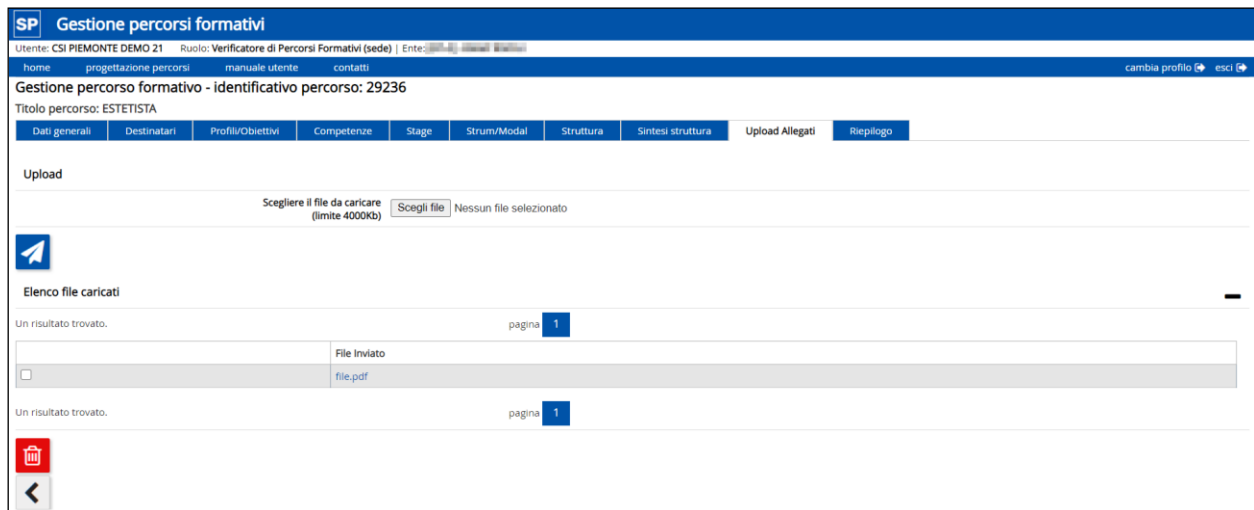 SP Gestione percorsi formativi
Utente: CSI PIEMONTE DEMO 21 Ruolo: Verificatore di Percorsi Formativi (sede) | Ente:
home progettazione percorsi manuale utente contatti cambia profilo esci
Gestione percorso formativo - identificativo percorso: 29236
Titolo percorso: ESTETISTA
Dati generali Destinatari Profili/Obiettivi Competenze Stage Strum/Modal Struttura Sintesi struttura Upload Allegati Riepilogo
Upload
Scegliere il file da caricare
(limite 4000Kb) Scegli file Nessun file selezionato
Elenco file caricati
Un risultato trovato. pagina 1
File Inviato
file.pdf
Un risultato trovato. pagina 1